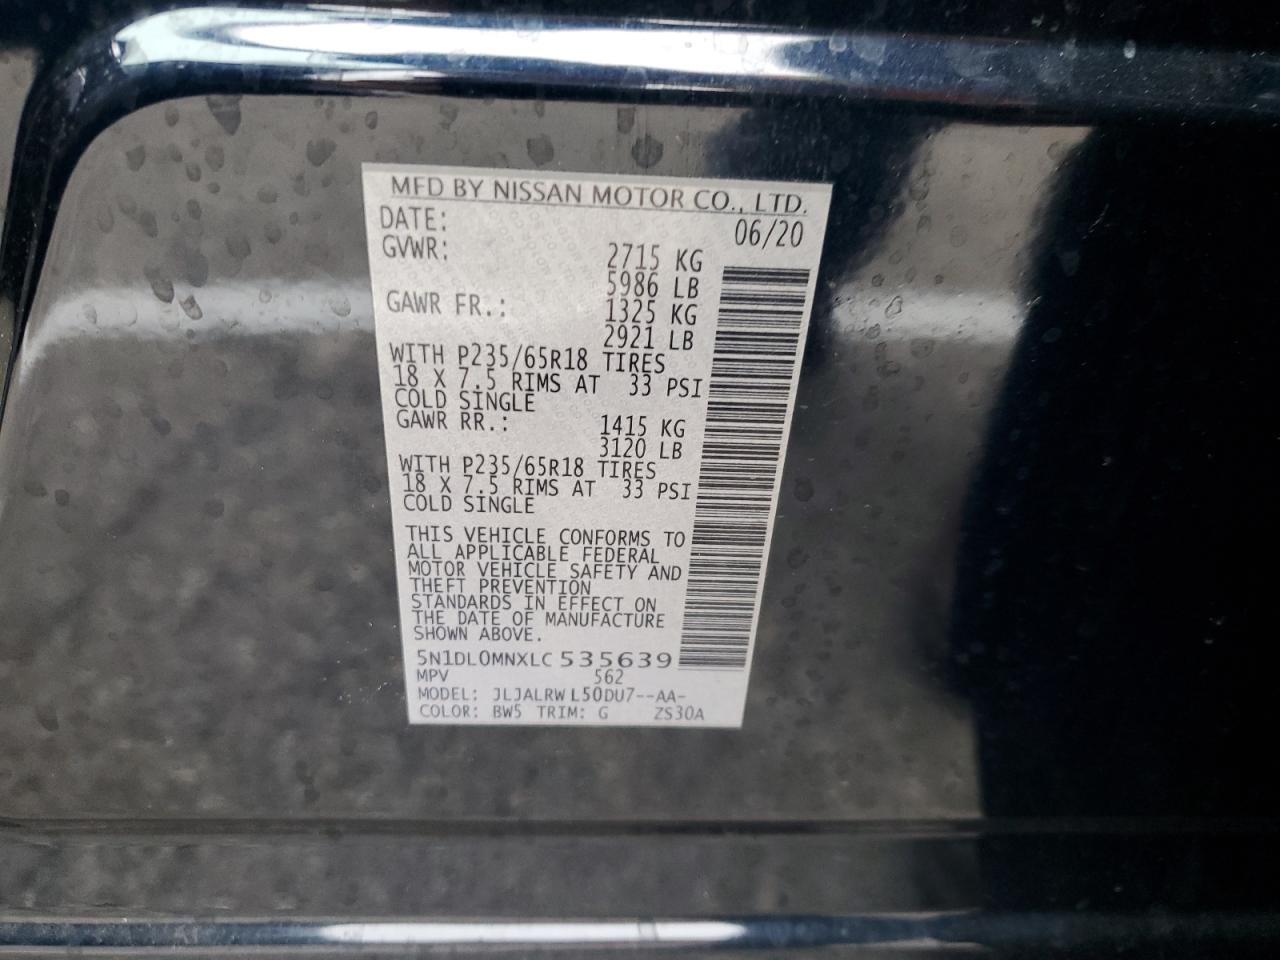 MFD BY NISSAN MOTOR CO., LTD.
DATE: 06/20
GVWR: 2715 KG
5986 LB
GAWR FR.: 1325 KG
2921 LB
WITH P235/65R18 TIRES
18 X 7.5 RIMS AT 33 PSI
COLD SINGLE
GAWR RR.: 1415 KG
3120 LB
WITH P235/65R18 TIRES
18 X 7.5 RIMS AT 33 PSI
COLD SINGLE
THIS VEHICLE CONFORMS TO
ALL APPLICABLE FEDERAL
MOTOR VEHICLE SAFETY AND
THEFT PREVENTION
STANDARDS IN EFFECT ON
THE DATE OF MANUFACTURE
SHOWN ABOVE.
5N1DL0MNXLC535639
MPV 562
MODEL: JLJALRWL50DU7--AA-
COLOR: BW5 TRIM: G ZS30A